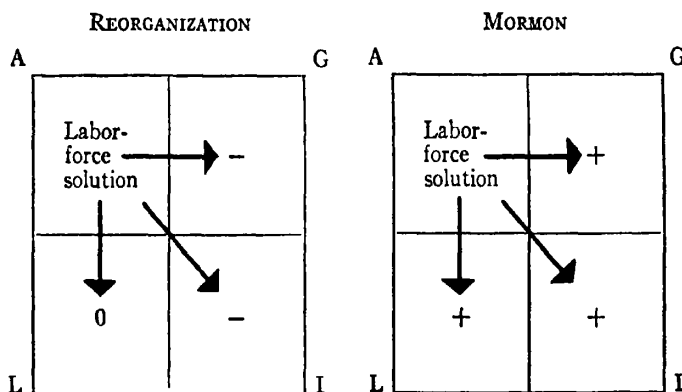 REORGANIZATION MORMON
A G A G
Labor-
force
solution
−
Labor-
force
solution
+
0 − + +
L I L I